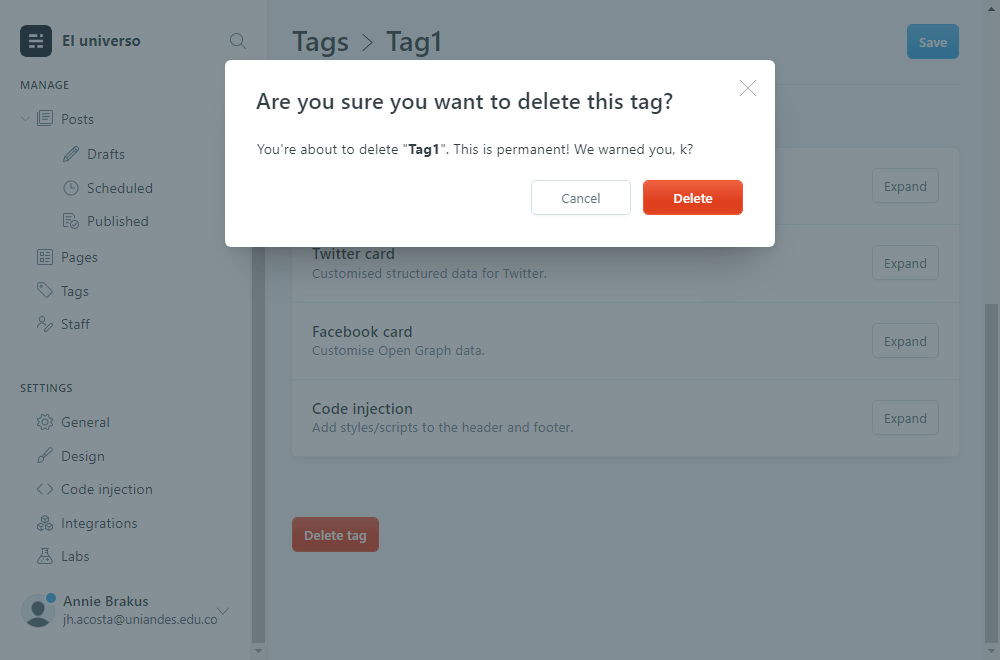 El universo
MANAGE
Posts
Drafts
Scheduled
Published
Pages
Tags
Staff
SETTINGS
General
Design
Code injection
Integrations
Labs
Annie Brakus
jh.acosta@uniandes.edu.co
Tags > Tag1
Save
Are you sure you want to delete this tag?
You're about to delete "Tag1". This is permanent! We warned you, k?
Cancel
Delete
Expand
Twitter card
Customised structured data for Twitter.
Expand
Facebook card
Customise Open Graph data.
Expand
Code injection
Add styles/scripts to the header and footer.
Expand
Delete tag